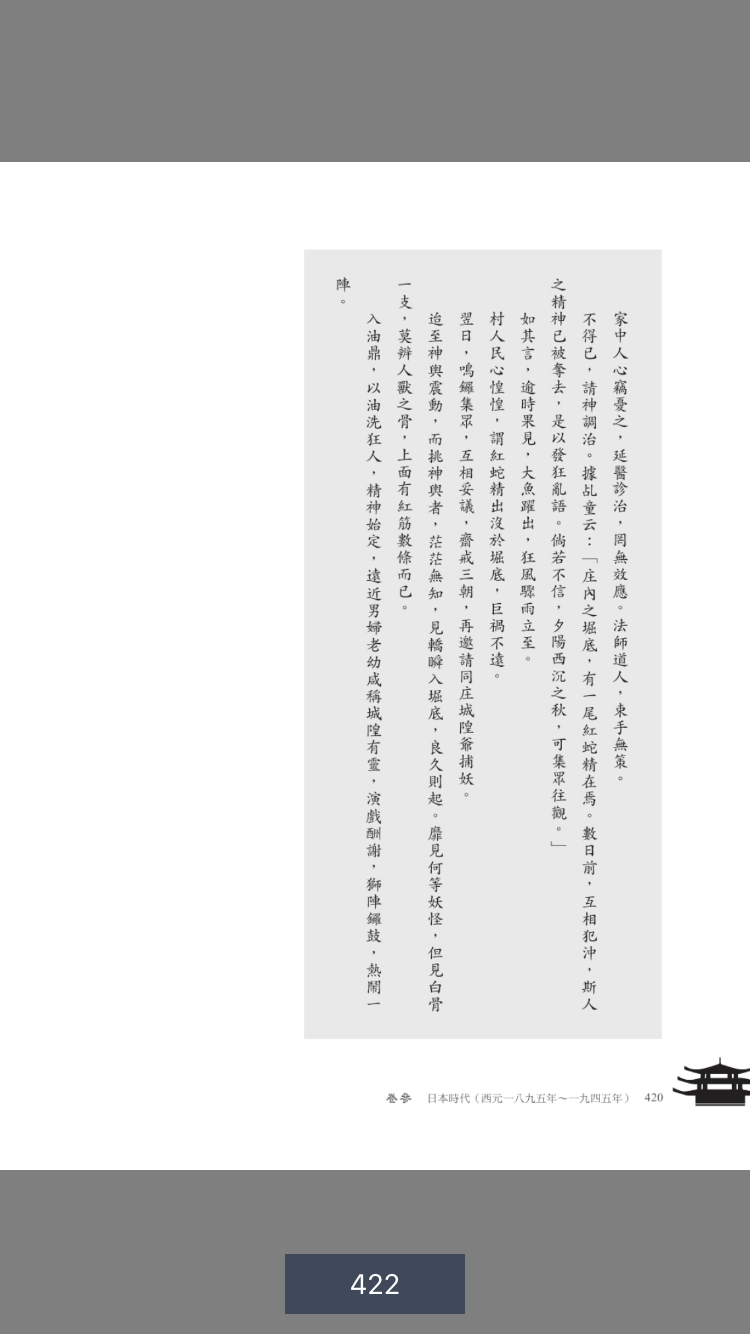 家中人心竊憂之，延醫診治，罔無效應。法師道人，束手無策。
不得已，請神調治。據乩童云：「庄內之堀底，有一尾紅蛇精在焉。數日前，互相犯沖，斯人
之精神已被奪去，是以發狂亂語。倘若不信，夕陽西沉之秋，可集眾往觀。」
如其言，逾時果見，大魚躍出，狂風驟雨立至。
村人民心惶惶，謂紅蛇精出沒於堀底，巨禍不遠。
翌日，鳴鑼集眾，互相妥議，齋戒三朝，再邀請同庄城隍爺捕妖。
迨至神輿震動，而挑神輿者，茫茫無知，見轎瞬入堀底，良久則起。靡見何等妖怪，但見白骨
一支，莫辨人獸之骨，上面有紅筋數條而已。
入油鼎，以油洗狂人，精神始定，遠近男婦老幼咸稱城隍有靈，演戲酬謝，獅陣鑼鼓，熱鬧一
陣。
卷參 日本時代（西元一八九五年～一九四五年） 420
422